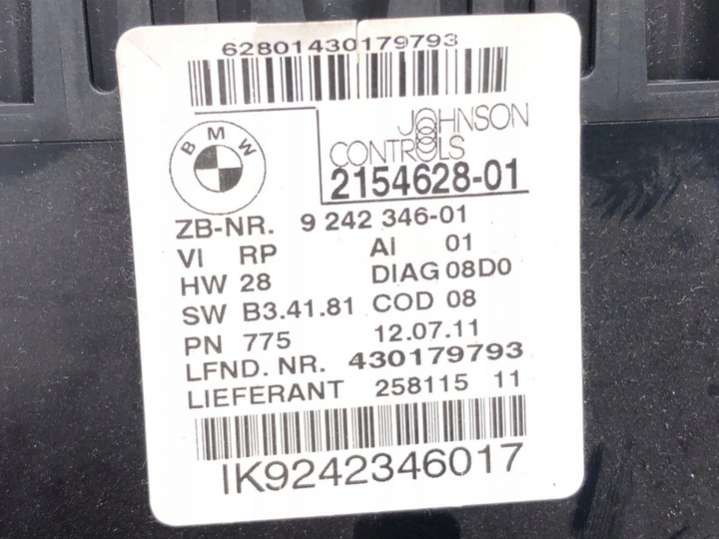 62801430179793
BMW
JOHNSON
CONTROLS
2154628-01
ZB-NR. 9 242 346-01
VI RP AI 01
HW 28 DIAG 08D0
SW B3.41.81 COD 08
PN 775 12.07.11
LFND. NR. 430179793
LIEFERANT 258115 11
IK9242346017